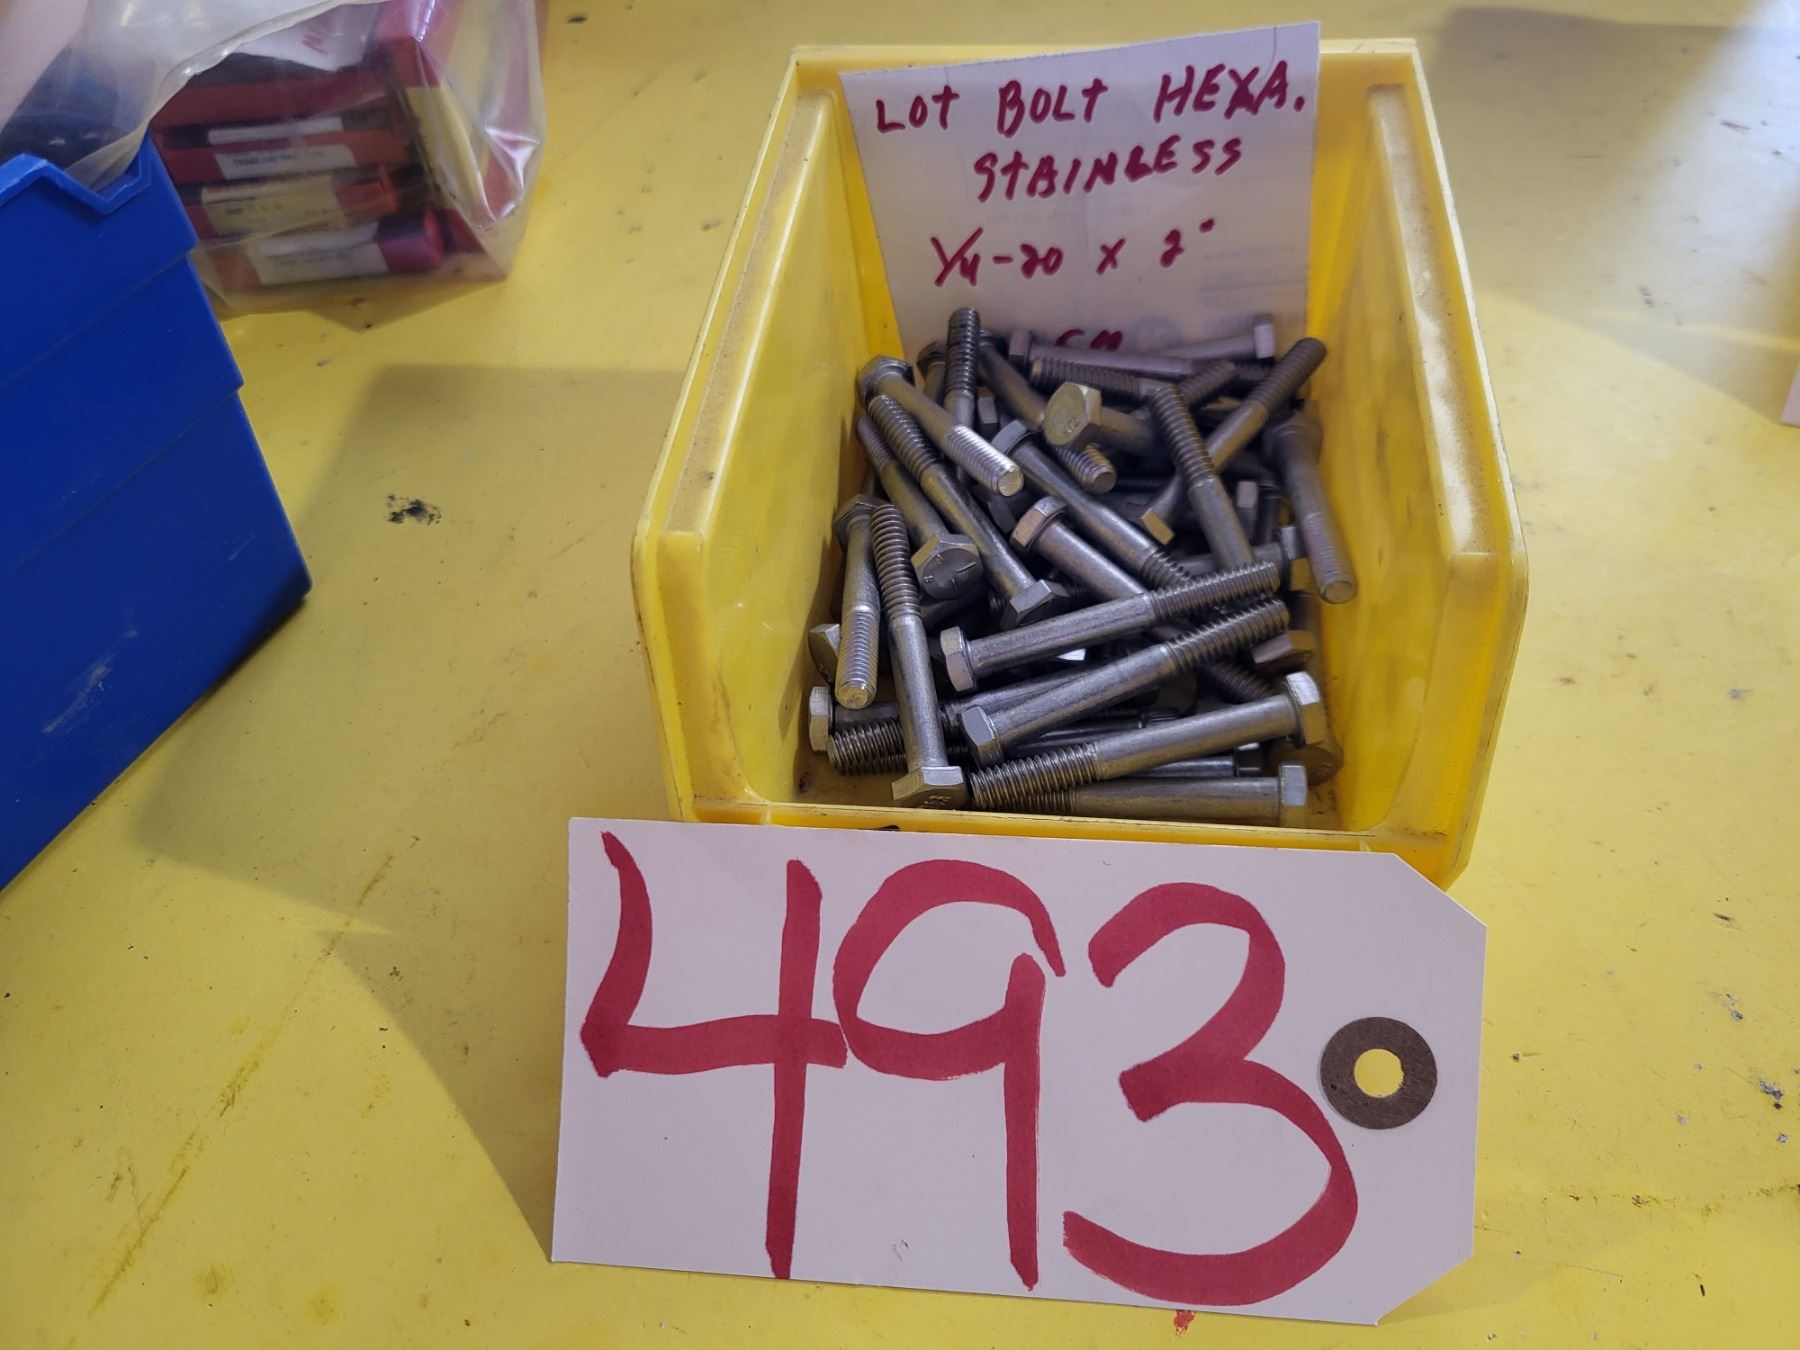 LOT BOLT HEXA.
STAINLESS
1/4-20 x 2"
493